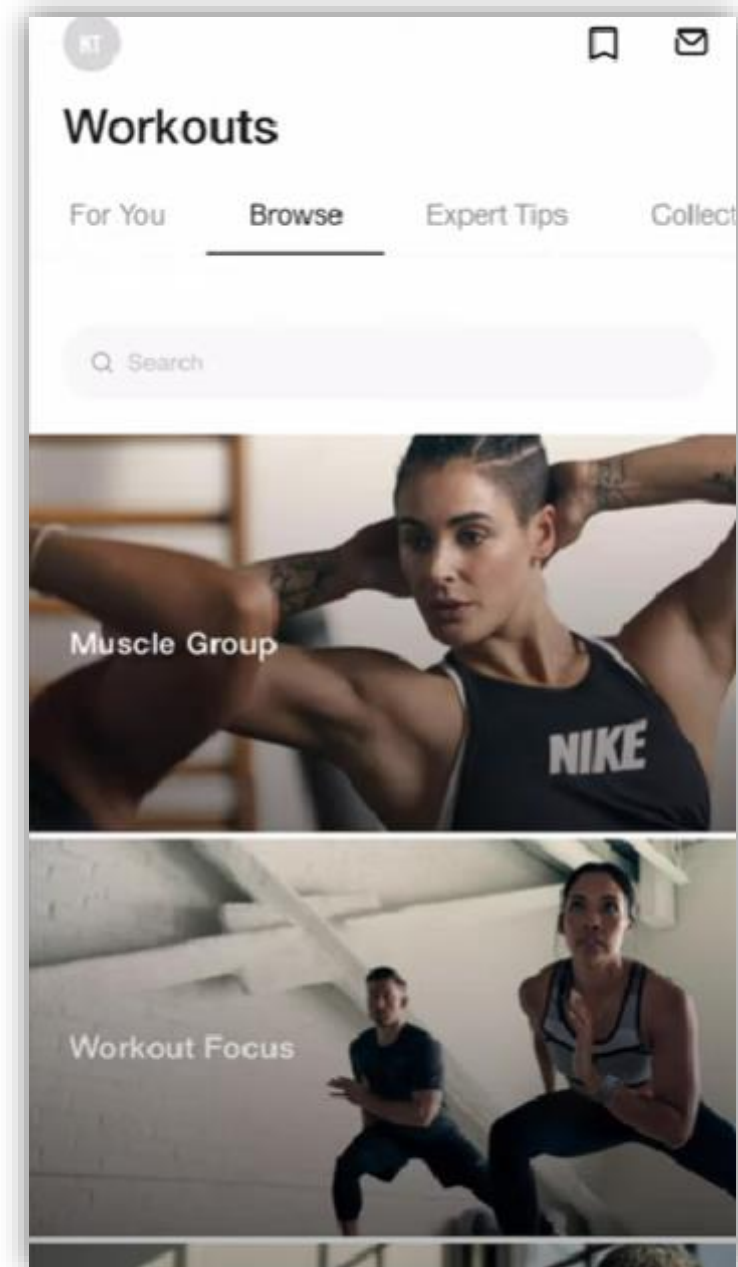 KT
Workouts
For You Browse Expert Tips Collect
Search
Muscle Group
NIKE
Workout Focus